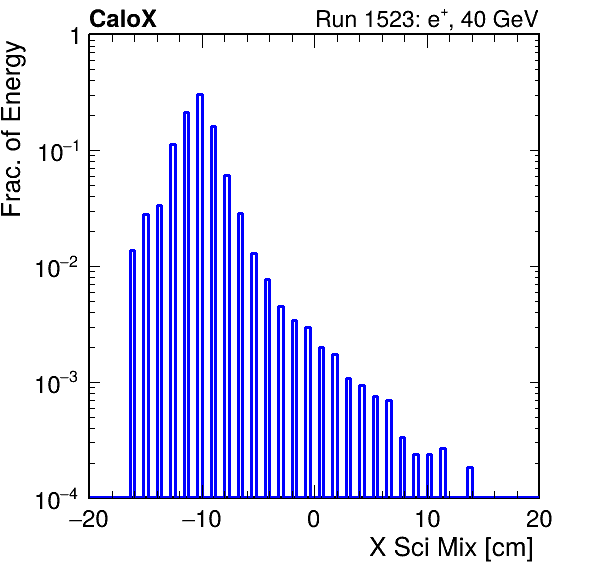 CaloX Run 1523: e⁺, 40 GeV
Frac. of Energy
1
10⁻¹
10⁻²
10⁻³
10⁻⁴
−20 −10 0 10 20
X Sci Mix [cm]